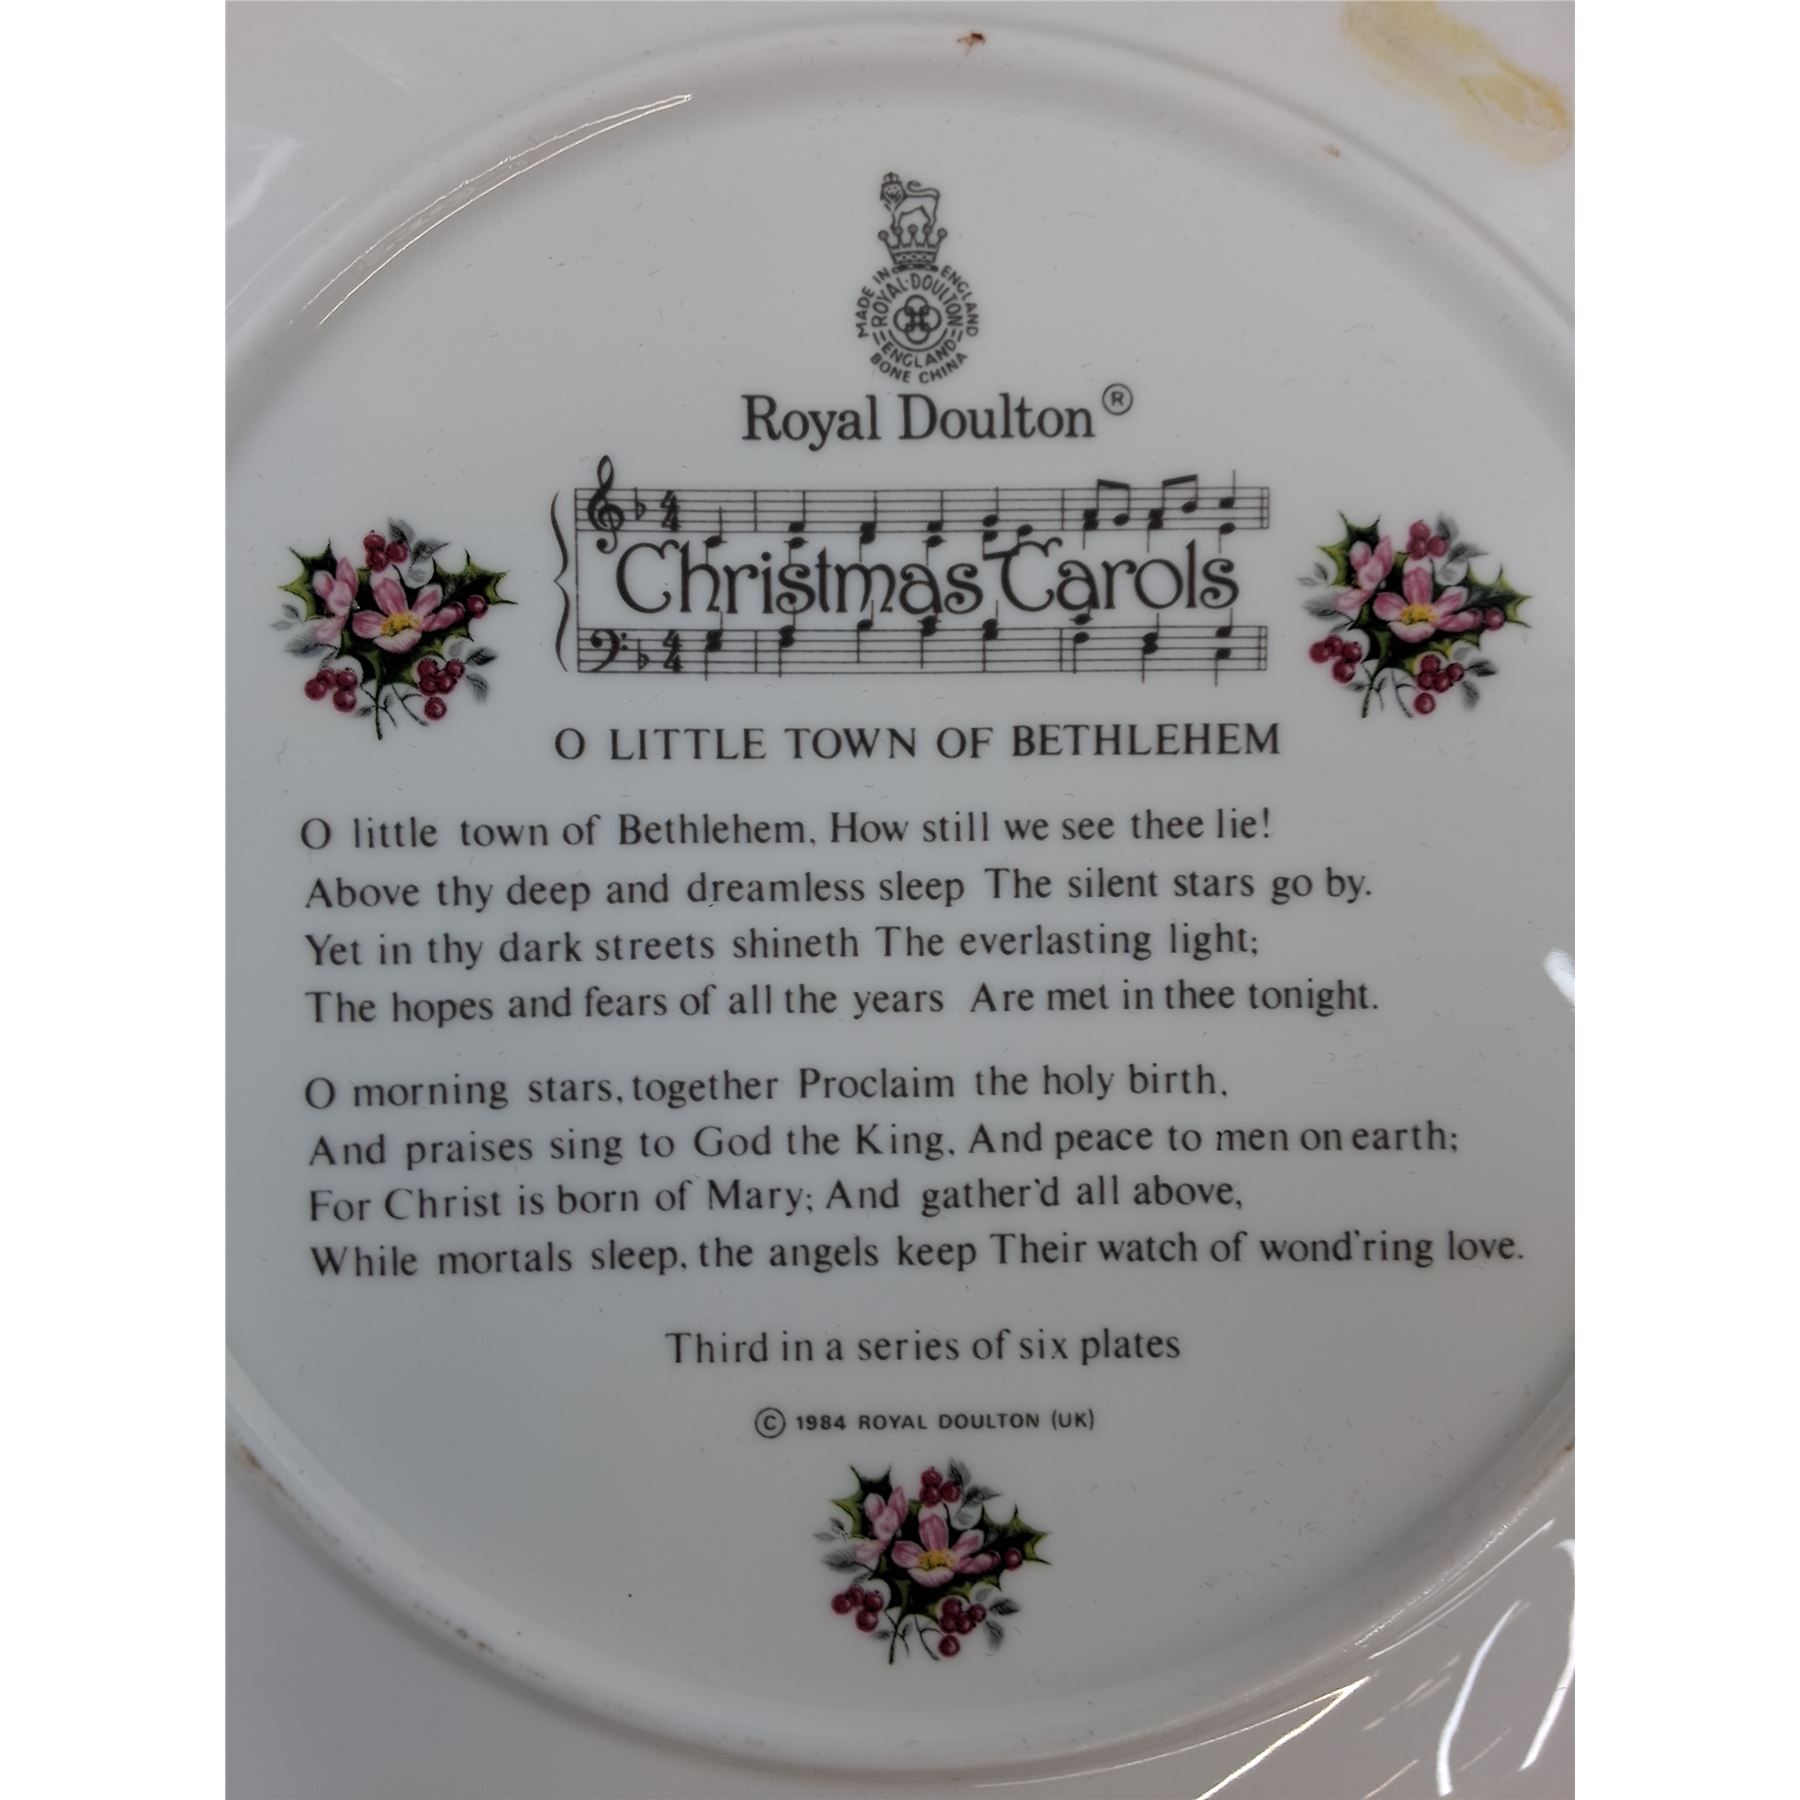 MADE IN ENGLAND
ROYAL·DOULTON
ENGLAND
BONE CHINA
Royal Doulton®
Christmas Carols
O LITTLE TOWN OF BETHLEHEM
O little town of Bethlehem, How still we see thee lie!
Above thy deep and dreamless sleep The silent stars go by.
Yet in thy dark streets shineth The everlasting light;
The hopes and fears of all the years Are met in thee tonight.
O morning stars, together Proclaim the holy birth,
And praises sing to God the King, And peace to men on earth;
For Christ is born of Mary; And gather'd all above,
While mortals sleep, the angels keep Their watch of wond'ring love.
Third in a series of six plates
© 1984 ROYAL DOULTON (UK)